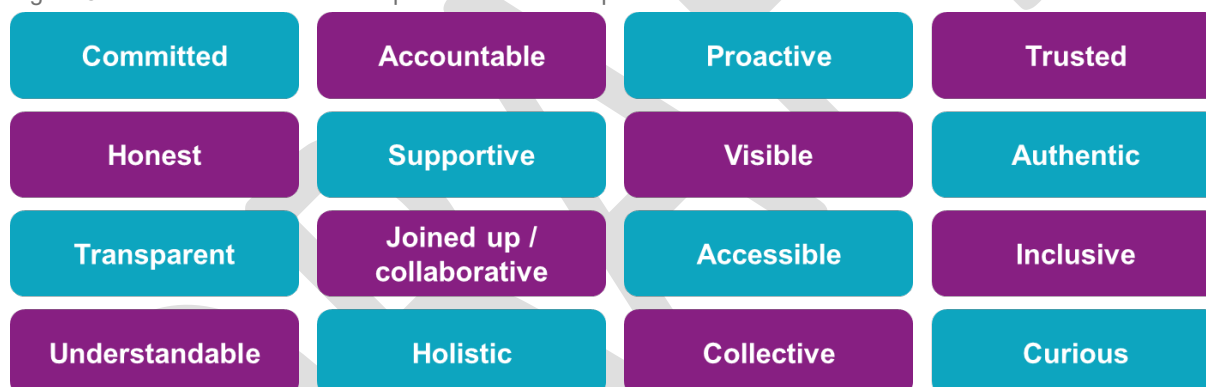 Committed Accountable Proactive Trusted
Honest Supportive Visible Authentic
Transparent Joined up / collaborative Accessible Inclusive
Understandable Holistic Collective Curious